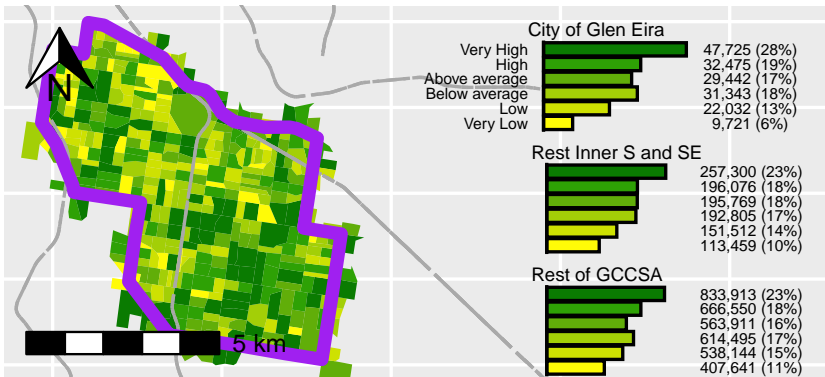 City of Glen Eira
Very High 47,725 (28%)
High 32,475 (19%)
Above average 29,442 (17%)
Below average 31,343 (18%)
Low 22,032 (13%)
Very Low 9,721 (6%)
N
Rest Inner S and SE
257,300 (23%)
196,076 (18%)
195,769 (18%)
192,805 (17%)
151,512 (14%)
113,459 (10%)
Rest of GCCSA
833,913 (23%)
666,550 (18%)
563,911 (16%)
614,495 (17%)
538,144 (15%)
407,641 (11%)
5 km